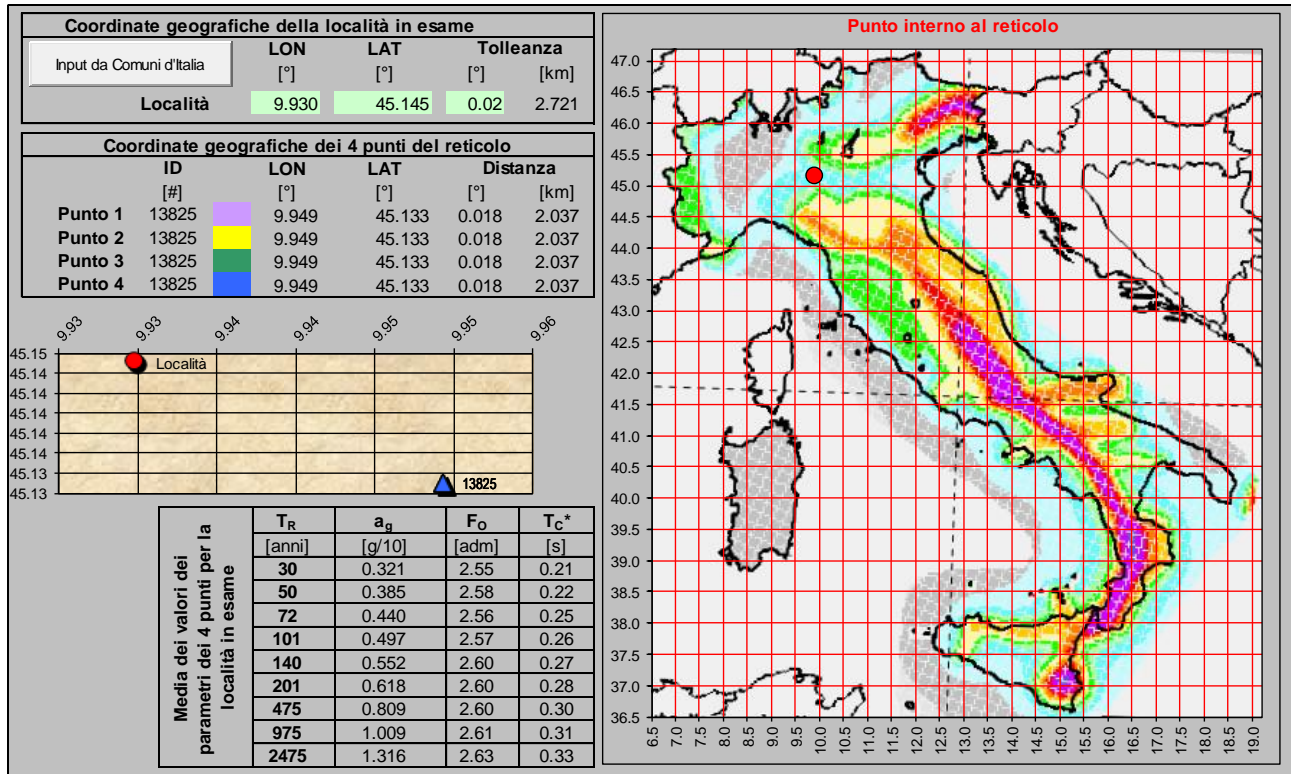 Coordinate geografiche della località in esame
Input da Comuni d'Italia
LON LAT Tolleanza
[°] [°] [°] [km]
Località 9.930 45.145 0.02 2.721
Coordinate geografiche dei 4 punti del reticolo
ID LON LAT Distanza
[#] [°] [°] [°] [km]
Punto 1 13825 9.949 45.133 0.018 2.037
Punto 2 13825 9.949 45.133 0.018 2.037
Punto 3 13825 9.949 45.133 0.018 2.037
Punto 4 13825 9.949 45.133 0.018 2.037
9.93 9.93 9.94 9.94 9.95 9.95 9.96
45.15
45.14
45.14
45.14
45.14
45.14
45.13
45.13
Località
13825
Media dei valori dei
parametri dei 4 punti per la
località in esame
TR ag FO TC*
[anni] [g/10] [adm] [s]
30 0.321 2.55 0.21
50 0.385 2.58 0.22
72 0.440 2.56 0.25
101 0.497 2.57 0.26
140 0.552 2.60 0.27
201 0.618 2.60 0.28
475 0.809 2.60 0.30
975 1.009 2.61 0.31
2475 1.316 2.63 0.33
Punto interno al reticolo
47.0
46.5
46.0
45.5
45.0
44.5
44.0
43.5
43.0
42.5
42.0
41.5
41.0
40.5
40.0
39.5
39.0
38.5
38.0
37.5
37.0
36.5
6.5 7.0 7.5 8.0 8.5 9.0 9.5 10.0 10.5 11.0 11.5 12.0 12.5 13.0 13.5 14.0 14.5 15.0 15.5 16.0 16.5 17.0 17.5 18.0 18.5 19.0